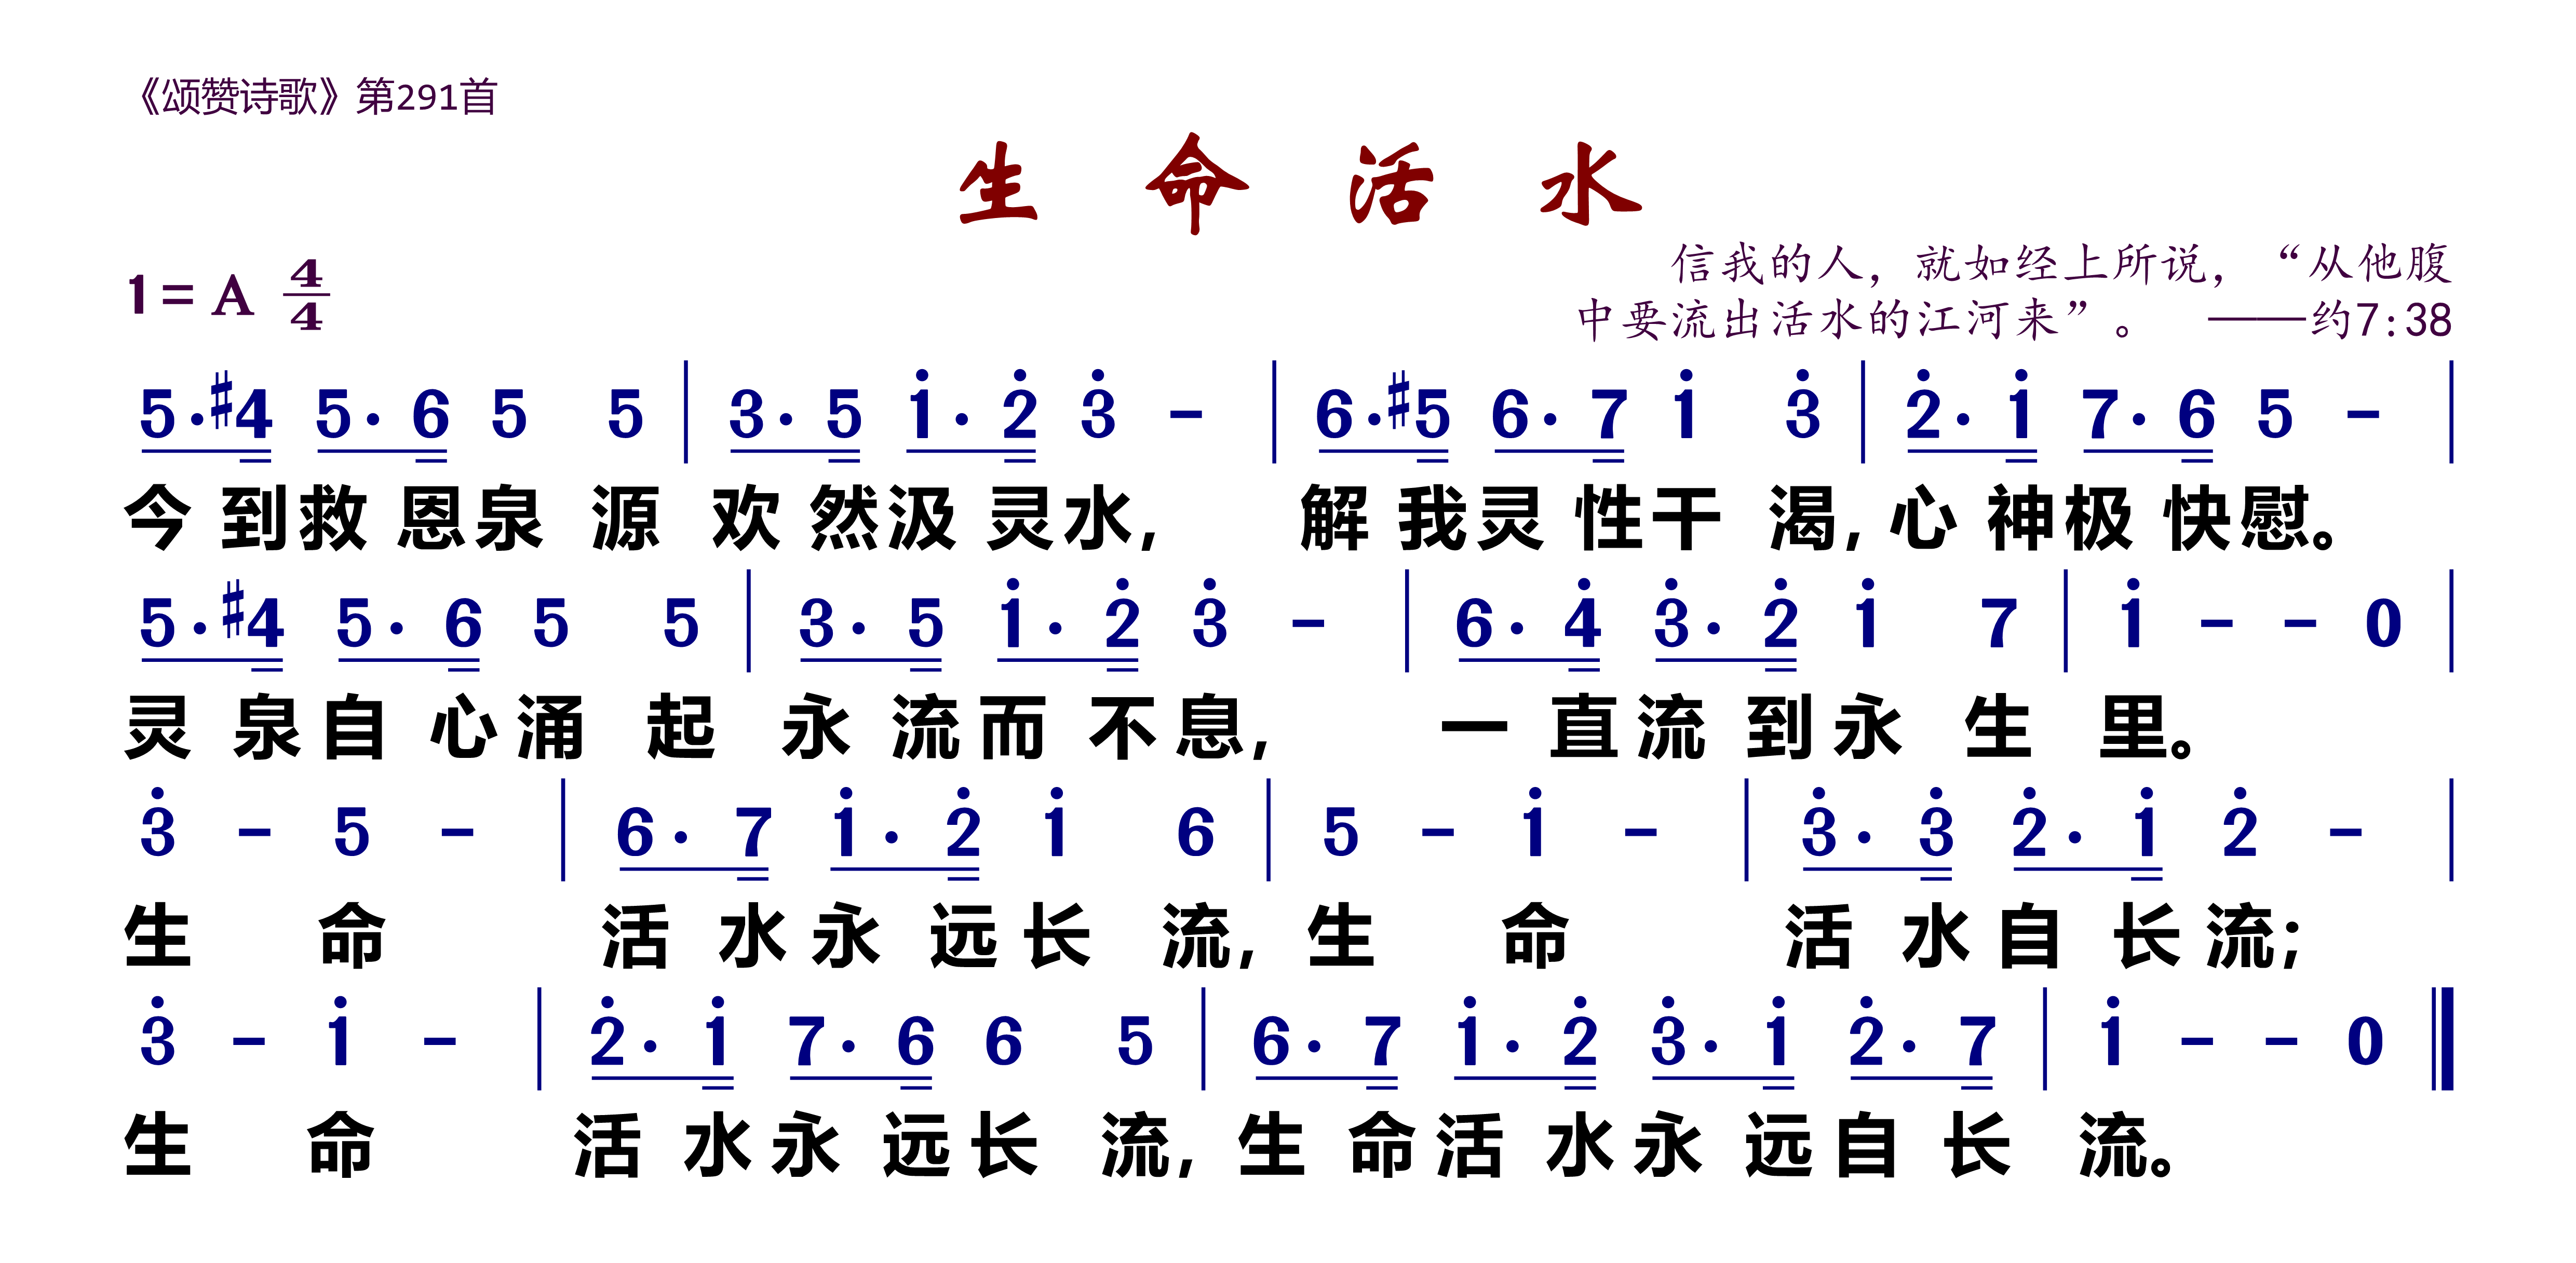 《颂赞诗歌》第291首
生 命 活 水
信我的人，就如经上所说，“从他腹
1= A 4/4
中要流出活水的江河来”。 ——约7:38
5·#4 5·6 5 5 | 3·5 1̇·2̇ 3̇ - | 6·#5 6·7 1̇ 3̇ | 2̇·1̇ 7·6 5 - |
今到救恩泉源欢然汲灵水，解我灵性干渴，心神极快慰。
5·#4 5·6 5 5 | 3·5 1̇·2̇ 3̇ - | 6·4̇ 3̇·2̇ 1̇ 7 | 1̇ - - 0 |
灵泉自心涌起永流而不息，一直流到永生里。
3̇ - 5 - | 6·7 1̇·2̇ 1̇ 6 | 5 - 1̇ - | 3̇·3̇ 2̇·1̇ 2̇ - |
生命活水永远长流，生命活水自长流；
3̇ - 1̇ - | 2̇·1̇ 7·6 6 5 | 6·7 1̇·2̇ 3̇·1̇ 2̇·7 | 1̇ - - 0 ‖
生命活水永远长流，生命活水永远自长流。